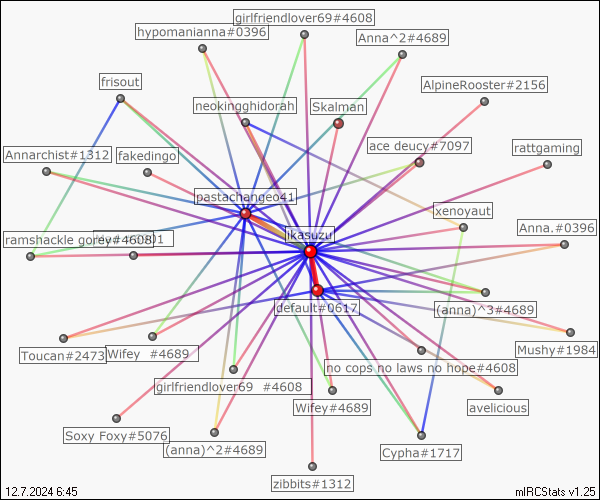 girlfriendlover69#4608
hypomanianna#0396
Anna^2#4689
frisout
AlpineRooster#2156
neokingghidorah
Skalman
ace deucy#7097
rattgaming
Annarchist#1312
fakedingo
pastachangeo41
xenoyaut
Anna.#0396
ikasuzu
ramshackle gorey#4608
default#0617
(anna)^3#4689
Toucan#2473
Wifey #4689
Mushy#1984
no cops no laws no hope#4608
girlfriendlover69 #4608
Wifey#4689
avelicious
Soxy Foxy#5076
(anna)^2#4689
Cypha#1717
zibbits#1312
12.7.2024 6:45
mIRCStats v1.25